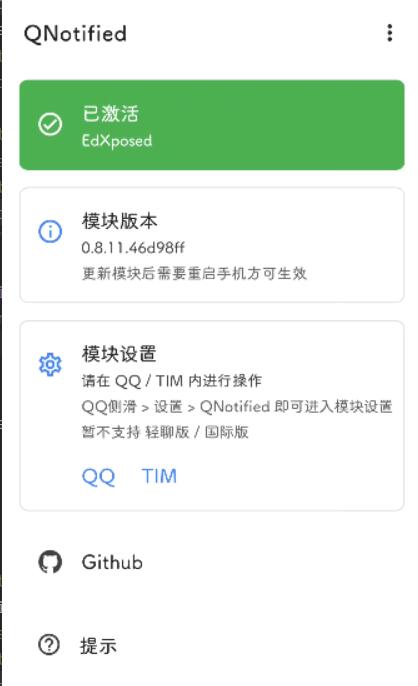 QNotified
已激活
EdXposed
模块版本
0.8.11.46d98ff
更新模块后需要重启手机方可生效
模块设置
请在 QQ / TIM 内进行操作
QQ侧滑 > 设置 > QNotified 即可进入模块设置
暂不支持 轻聊版 / 国际版
QQ TIM
Github
提示